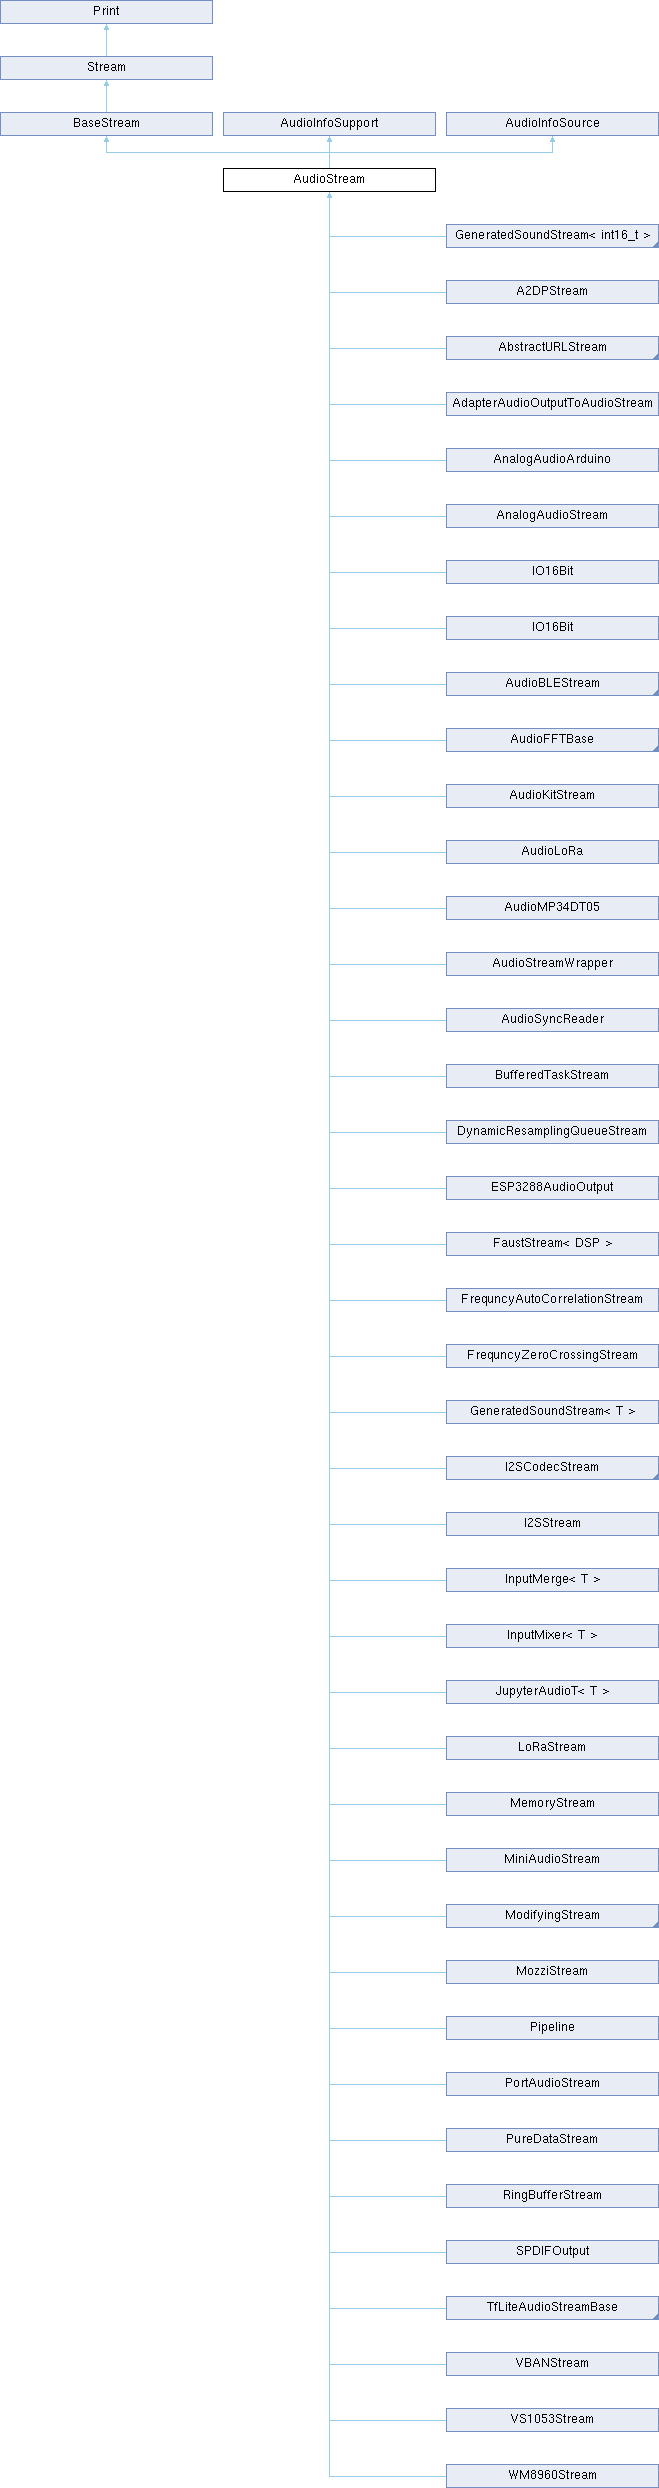 Print
Stream
BaseStream
AudioInfoSupport
AudioInfoSource
AudioStream
GeneratedSoundStream< int16_t >
A2DPStream
AbstractURLStream
AdapterAudioOutputToAudioStream
AnalogAudioArduino
AnalogAudioStream
IO16Bit
IO16Bit
AudioBLEStream
AudioFFTBase
AudioKitStream
AudioLoRa
AudioMP34DT05
AudioStreamWrapper
AudioSyncReader
BufferedTaskStream
DynamicResamplingQueueStream
ESP3288AudioOutput
FaustStream< DSP >
FrequncyAutoCorrelationStream
FrequncyZeroCrossingStream
GeneratedSoundStream< T >
I2SCodecStream
I2SStream
InputMerge< T >
InputMixer< T >
JupyterAudioT< T >
LoRaStream
MemoryStream
MiniAudioStream
ModifyingStream
MozziStream
Pipeline
PortAudioStream
PureDataStream
RingBufferStream
SPDIFOutput
TfLiteAudioStreamBase
VBANStream
VS1053Stream
WM8960Stream